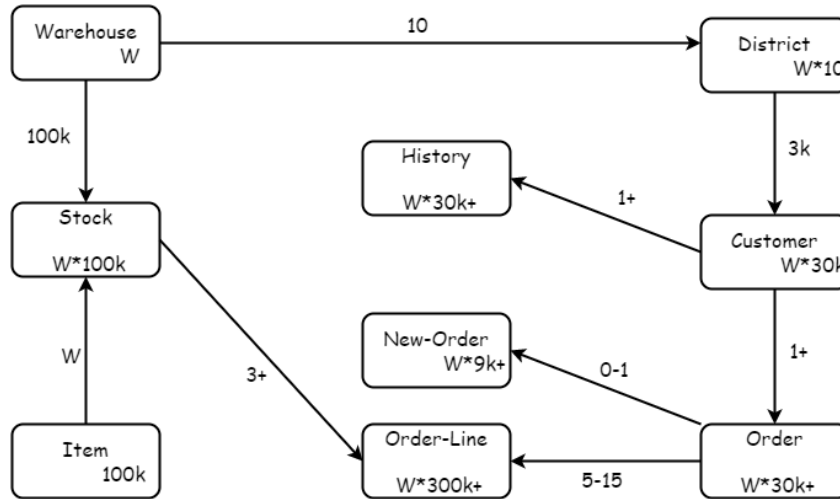 Warehouse
W
10
District
W*10
100k
3k
History
W*30k+
1+
Stock
W*100k
Customer
W*30k
W
3+
New-Order
W*9k+
0-1
1+
Item
100k
Order-Line
W*300k+
5-15
Order
W*30k+